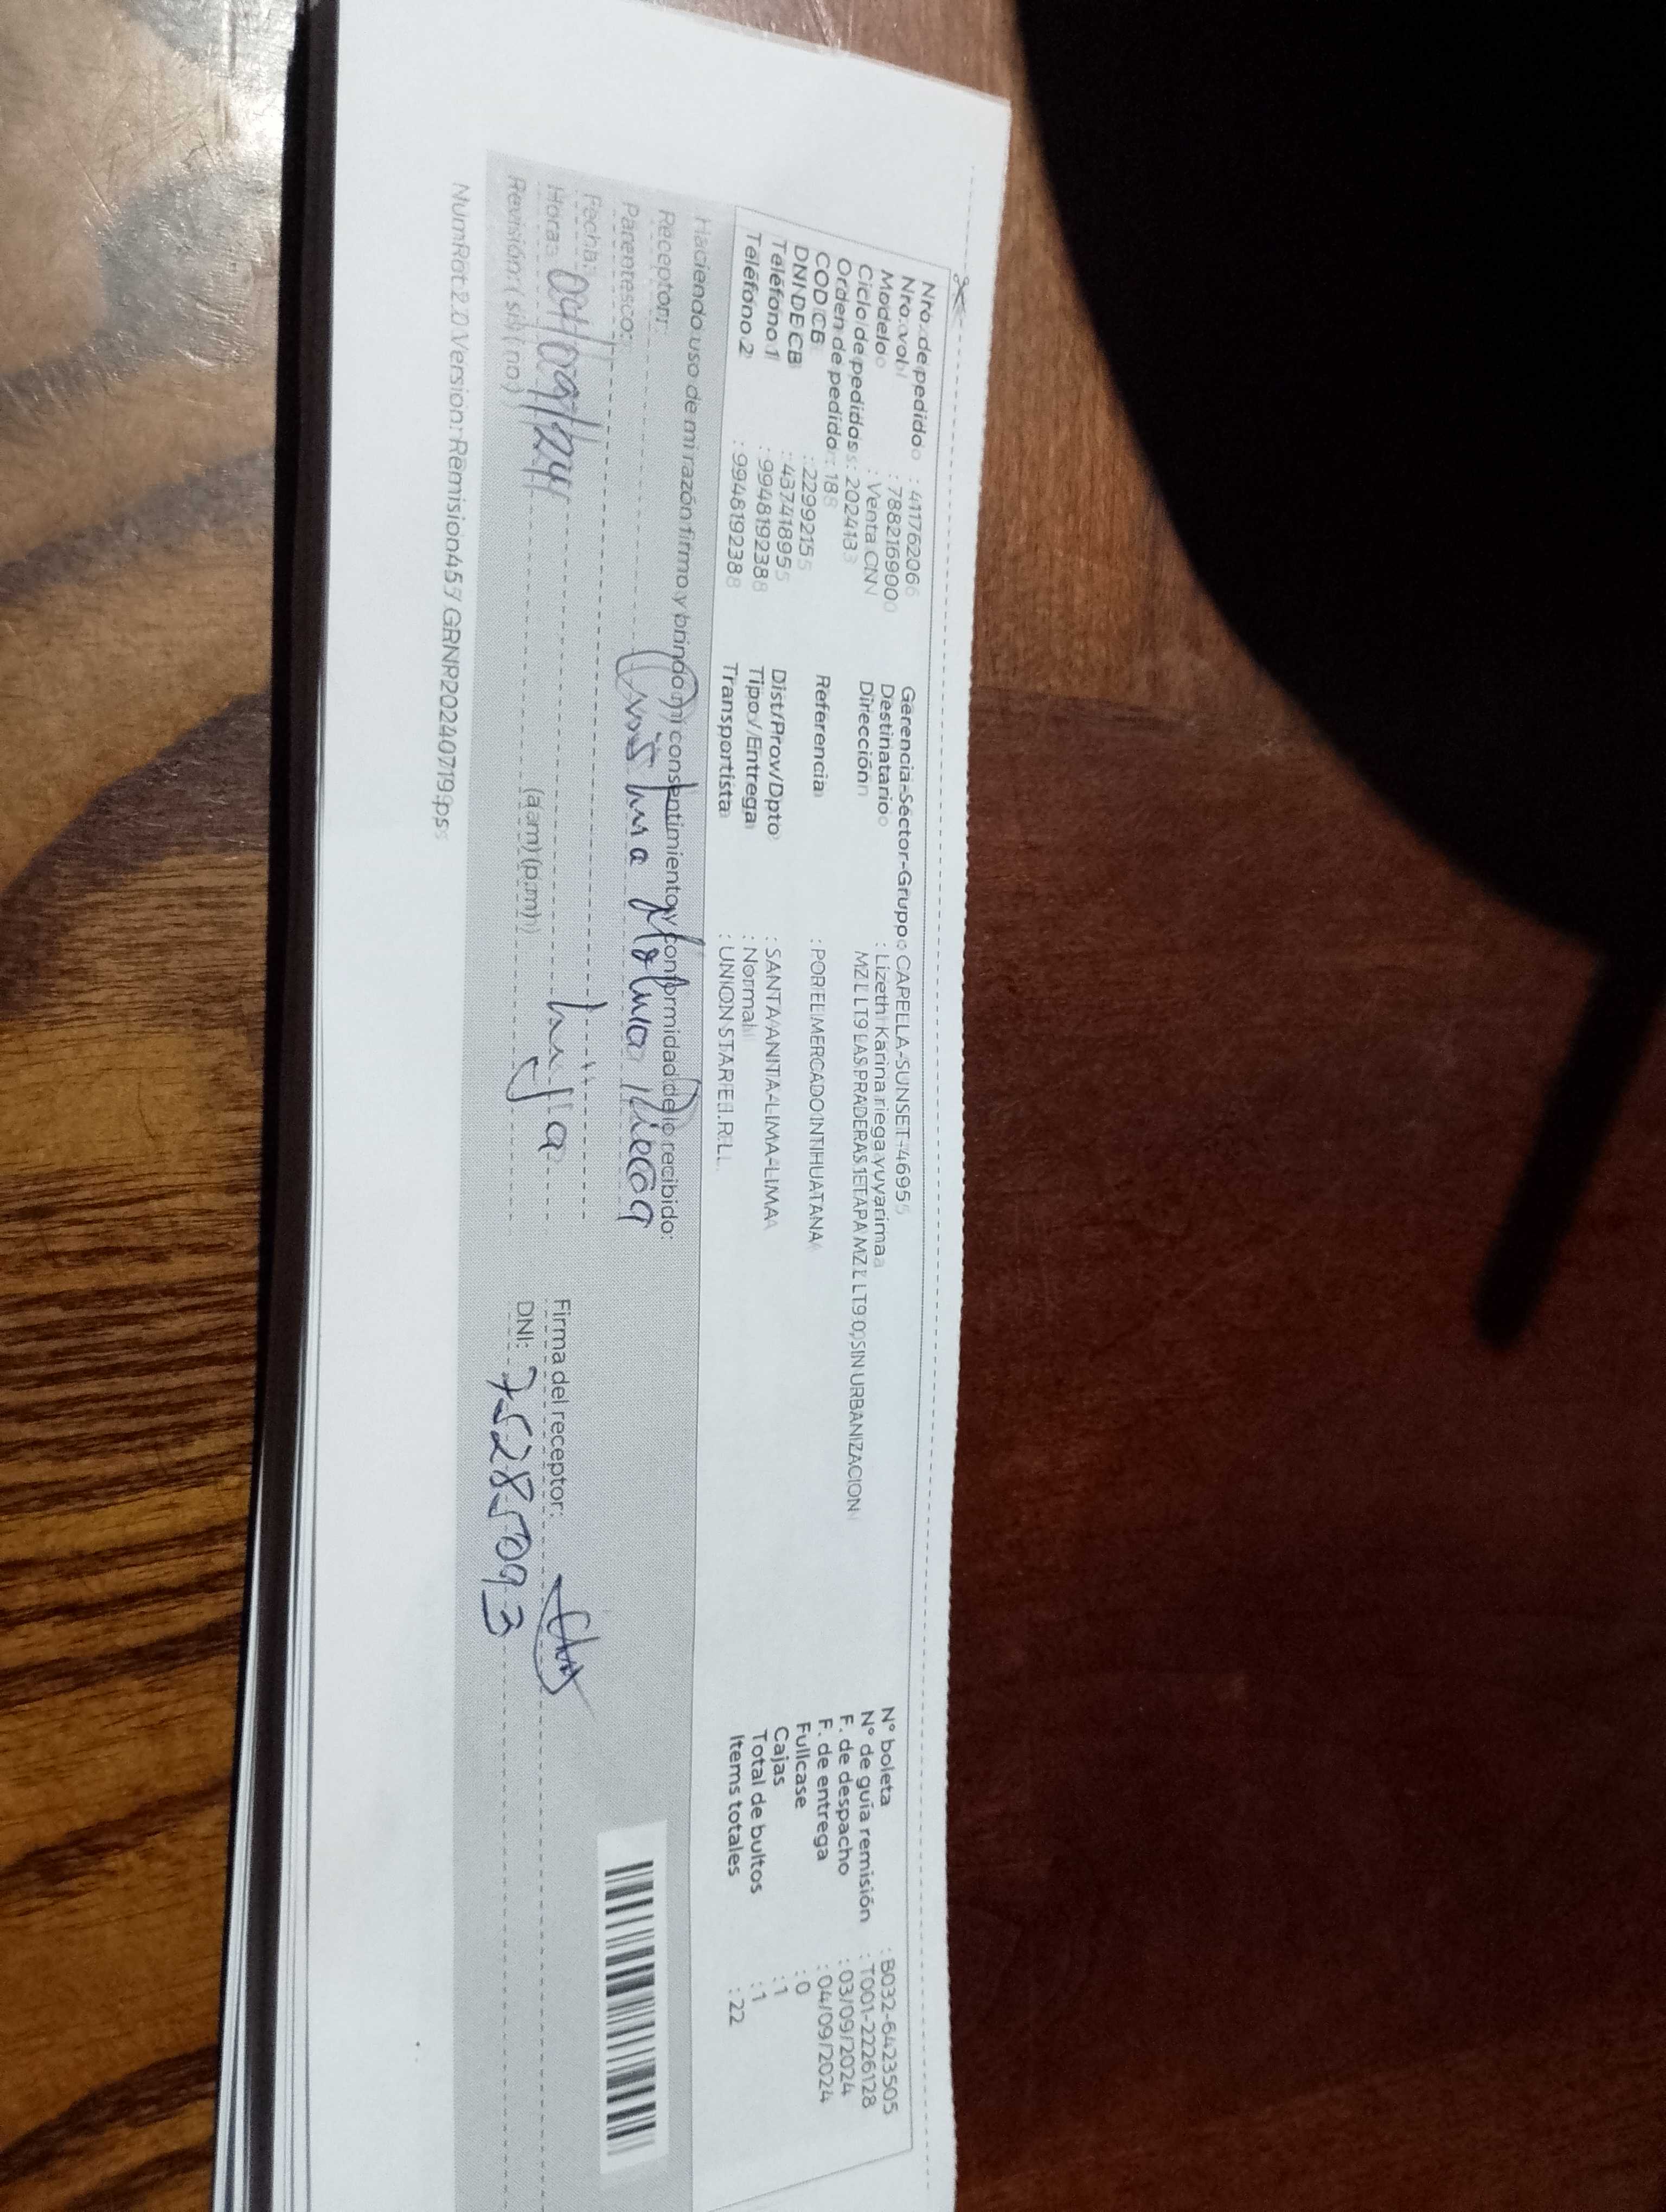 Nro. de pedido : 41176206
Nro. vol : 788216900
Modelo : Venta CNV
Ciclo de pedidos: 202413
Orden de pedido : 18
COD CB : 2299215
DNI DE CB : 43741895
Teléfono 1 : 994819238
Teléfono 2 : 994819238
Gerencia-Sector-Grupo CAPELLA-SUNSET-4695
Destinatario : Lizeth Karina riega yuyarima
Dirección MZ L LT9 LAS PRADERAS 1ETAPA MZ L LT9 0, SIN URBANIZACION
Referencia : POR EL MERCADO INTIHUATANA
Dist/Prov/Dpto : SANTA ANITA-LIMA-LIMA
Tipo / Entrega : Normal
Transportista : UNION STAR E.I.R.L.
N° boleta : B032-6423505
N° de guía remisión : T001-2226128
F. de despacho : 03/09/2024
F. de entrega : 04/09/2024
Fullcase : 0
Cajas : 1
Total de bultos : 1
Items totales : 22
Haciendo uso de mi razón firmo y brindo mi consentimiento y conformidad de lo recibido:
Receptor:
Parentesco: hija
Fecha: 04/09/24
Hora: (a.m) (p.m)
Revisión: ( si ) ( no )
Firma del receptor:
DNI: 75285093
NumRot:2.0 Version: Remision45 / GRNR20240719.ps